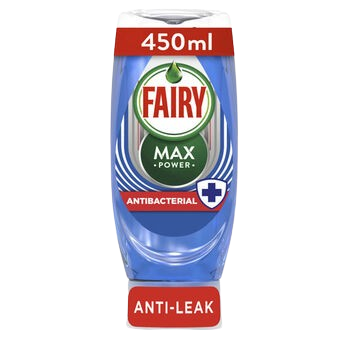 450ml
FAIRY
MAX
POWER
ANTIBACTERIAL
ANTI-LEAK